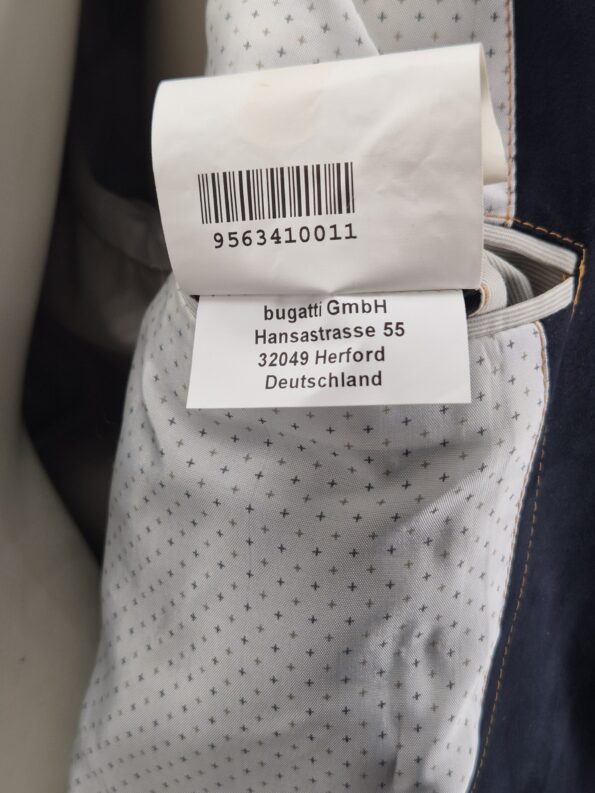 9563410011
bugatti GmbH
Hansastrasse 55
32049 Herford
Deutschland